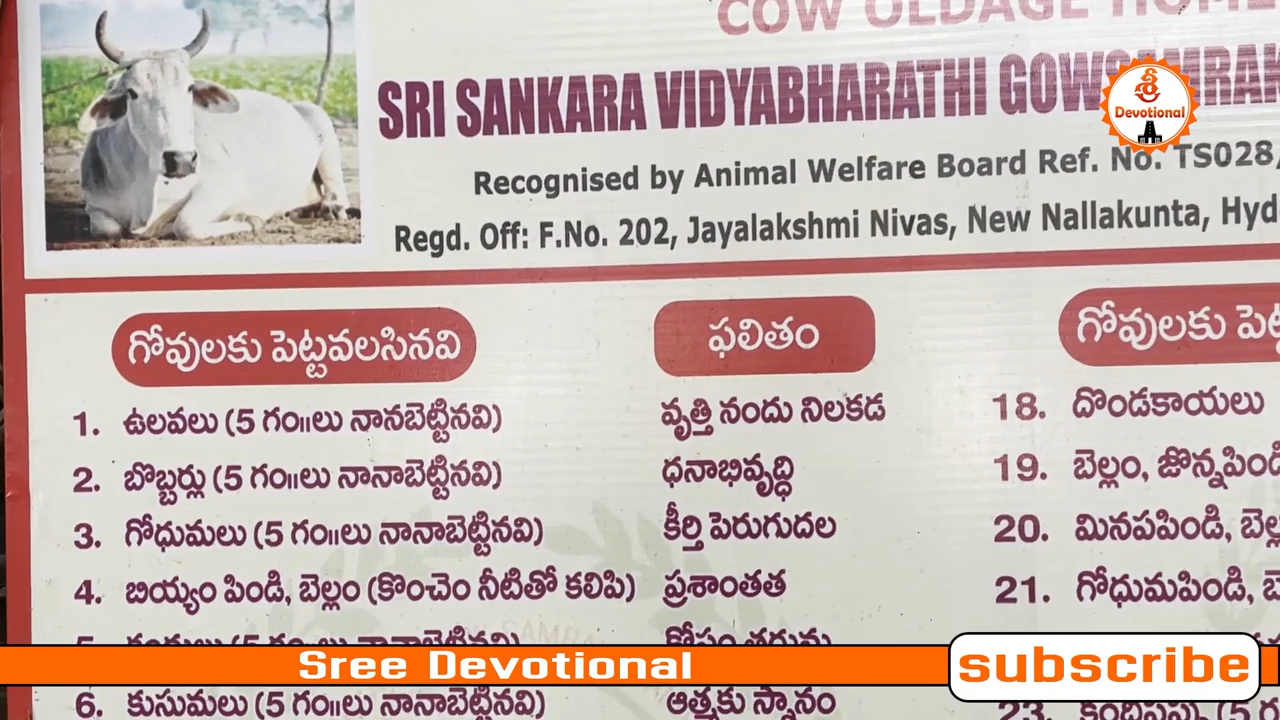 COW OLDAGE HOME
SRI SANKARA VIDYABHARATHI
Recognised by Animal Welfare Board Ref. No. TS028,
Regd. Off: F.No. 202, Jayalakshmi Nivas, New Nallakunta, Hyd
శ్రీ
Devotional
గోవులకు పెట్టవలసినవి
ఫలితం
గోవులకు
1. ఉలవలు (5 గం॥లు నానబెట్టినవి) వృత్తి నందు నిలకడ
2. బొబ్బర్లు (5 గం॥లు నానాబెట్టినవి) ధనాభివృద్ధి
3. గోధుమలు (5 గం॥లు నానాబెట్టినవి) కీర్తి పెరుగుదల
4. బియ్యం పిండి, బెల్లం (కొంచెం నీటితో కలిపి) ప్రశాంతత
6. కుసుమలు (5 గం॥లు నానాబెట్టినవి) ఆత్మకు స్నానం
18. దొండకాయలు
19. బెల్లం, జొన్నపిండి
20. మినపపిండి,
21. గోధుమపిండి,
23.
Sree Devotional
subscribe